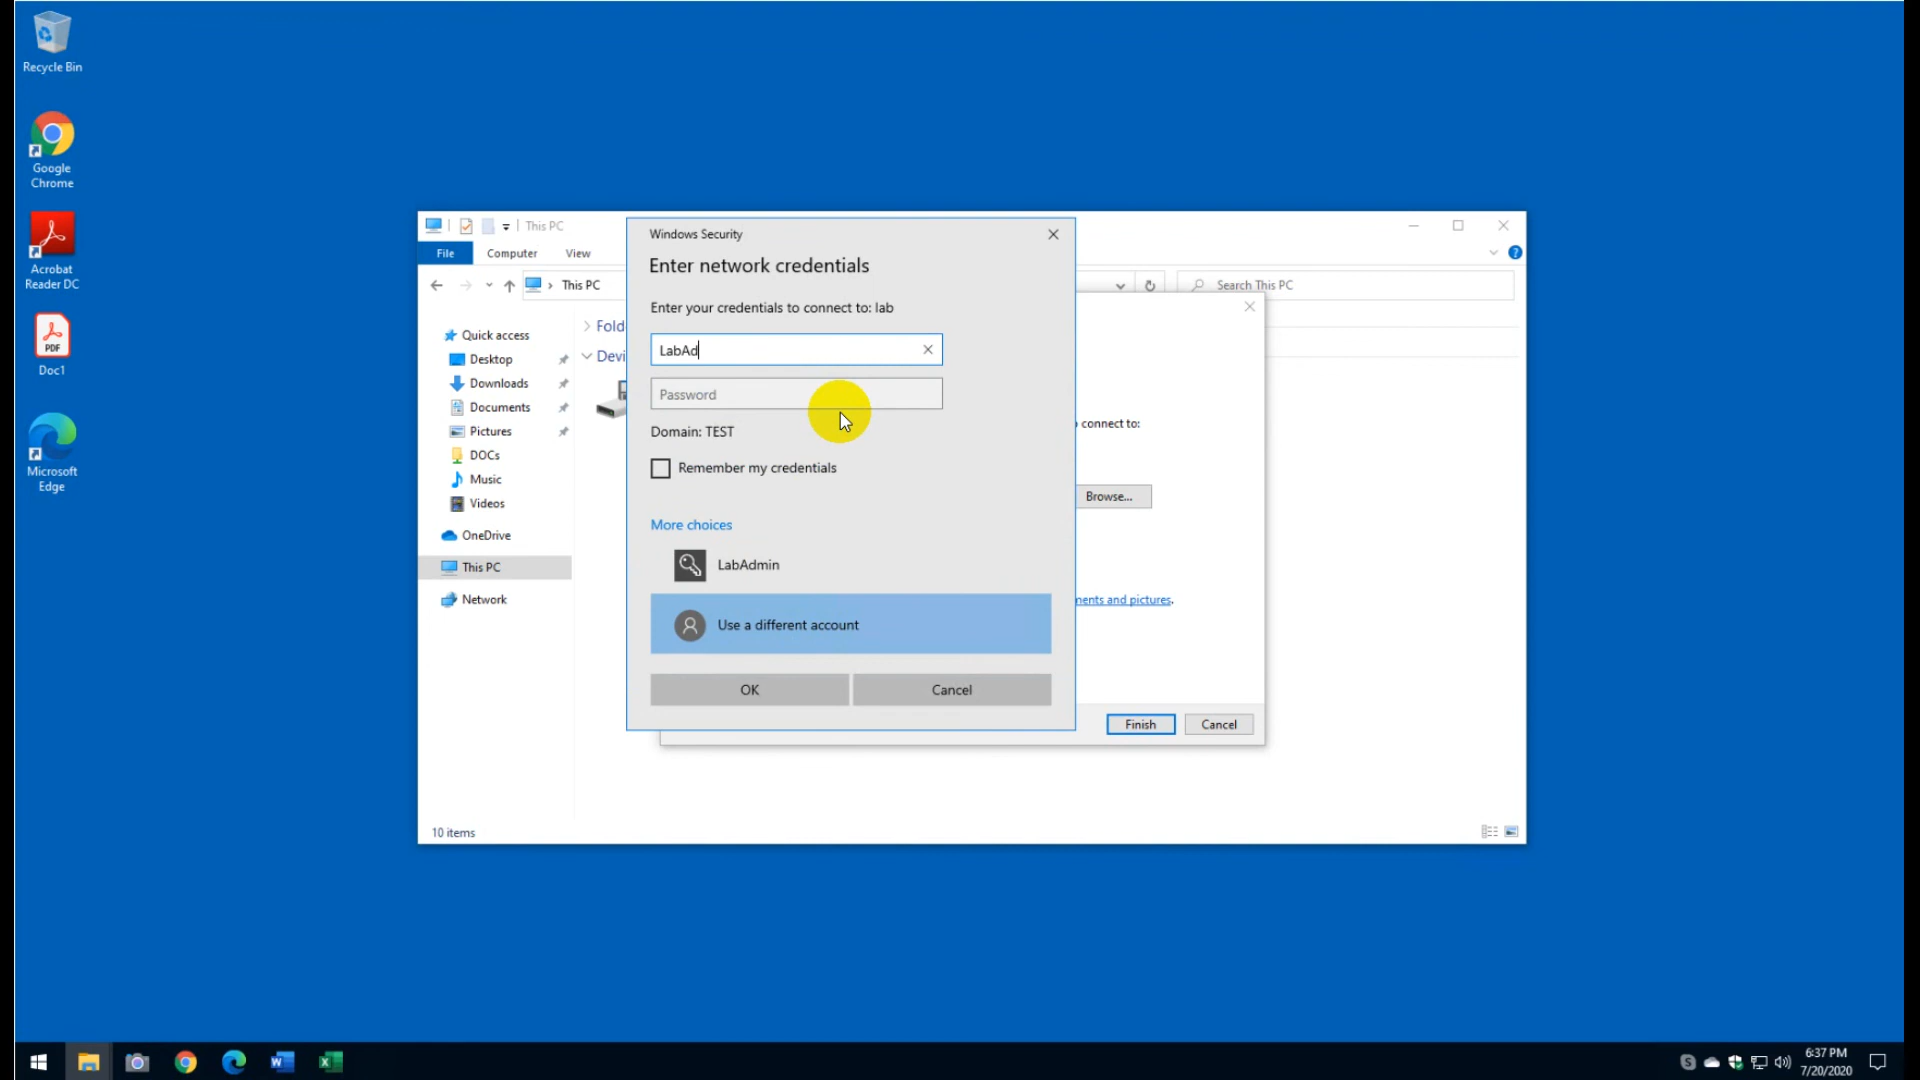 Recycle Bin
Google
Chrome
Acrobat
Reader DC
PDF
Doc1
Microsoft
Edge
This PC
File
Computer
View
This PC
Search This PC
Quick access
Desktop
Downloads
Documents
Pictures
DOCs
Music
Videos
OneDrive
This PC
Network
10 items
Fold
Devi
Windows Security
Enter network credentials
Enter your credentials to connect to: lab
LabAd
Password
Domain: TEST
Remember my credentials
More choices
LabAdmin
Use a different account
OK
Cancel
connect to:
Browse...
ments and pictures.
Finish
Cancel
6:37 PM
7/20/2020